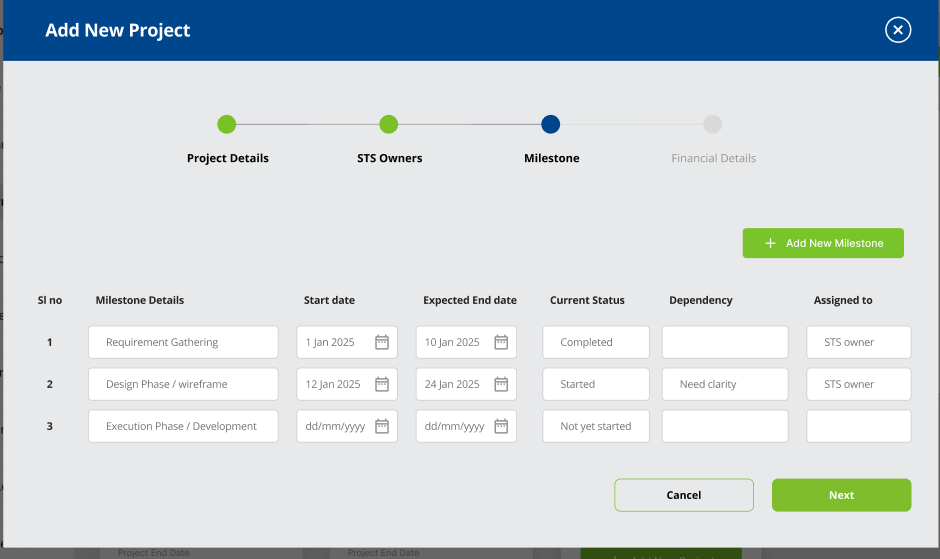 Add New Project
Project Details STS Owners Milestone Financial Details
+ Add New Milestone
Sl no Milestone Details Start date Expected End date Current Status Dependency Assigned to
1 Requirement Gathering 1 Jan 2025 10 Jan 2025 Completed STS owner
2 Design Phase / wireframe 12 Jan 2025 24 Jan 2025 Started Need clarity STS owner
3 Execution Phase / Development dd/mm/yyyy dd/mm/yyyy Not yet started
Cancel Next
Project End Date Project End Date